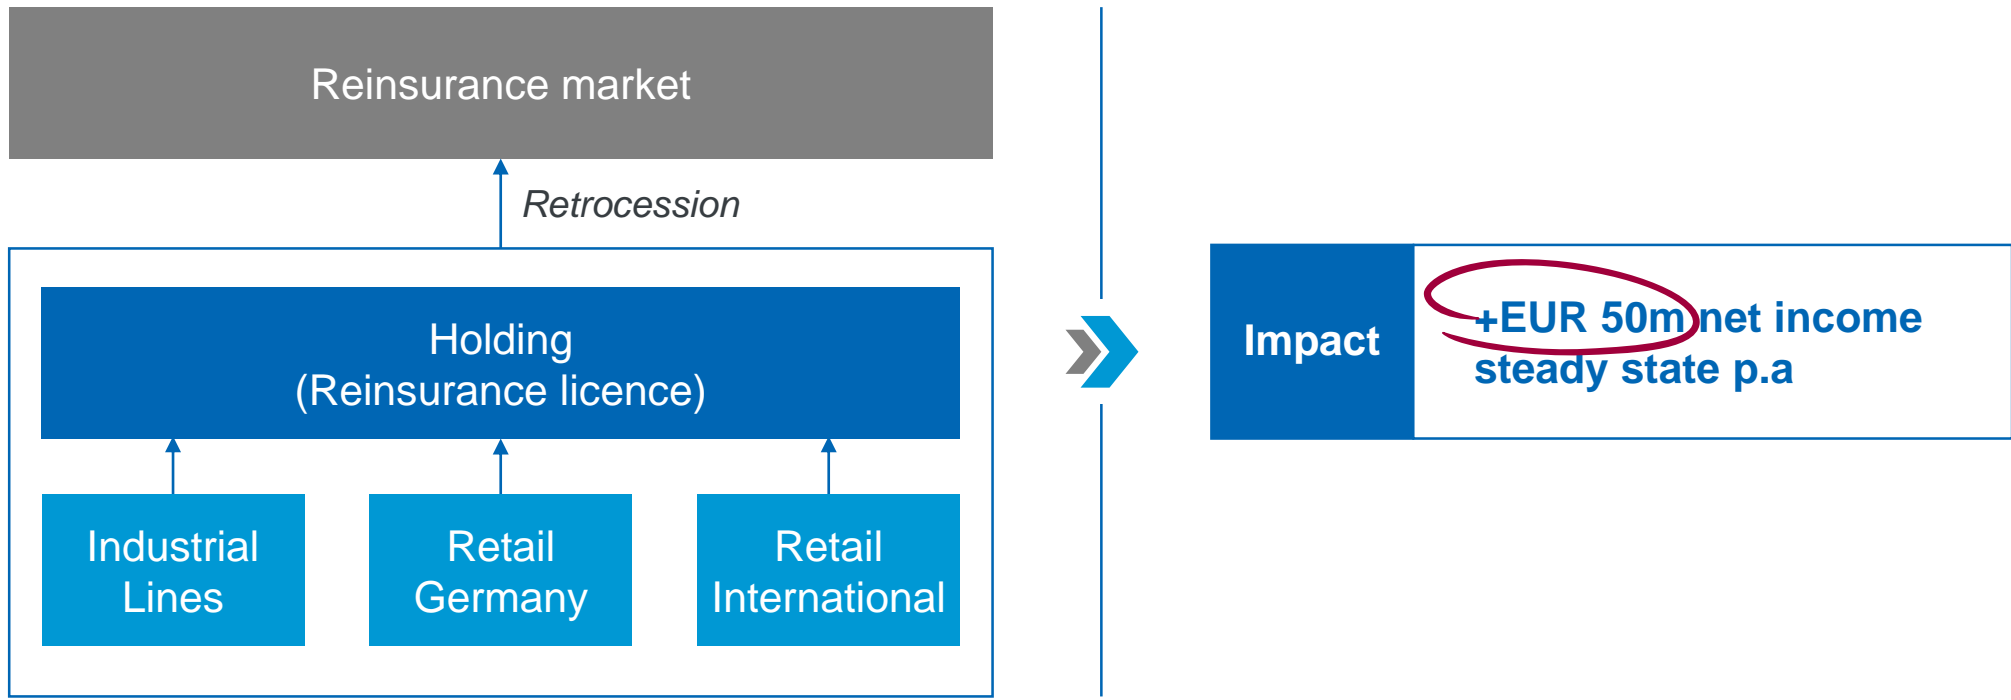 Reinsurance market
Retrocession
Holding
(Reinsurance licence)
Industrial
Lines
Retail
Germany
Retail
International
Impact
+EUR 50m net income
steady state p.a